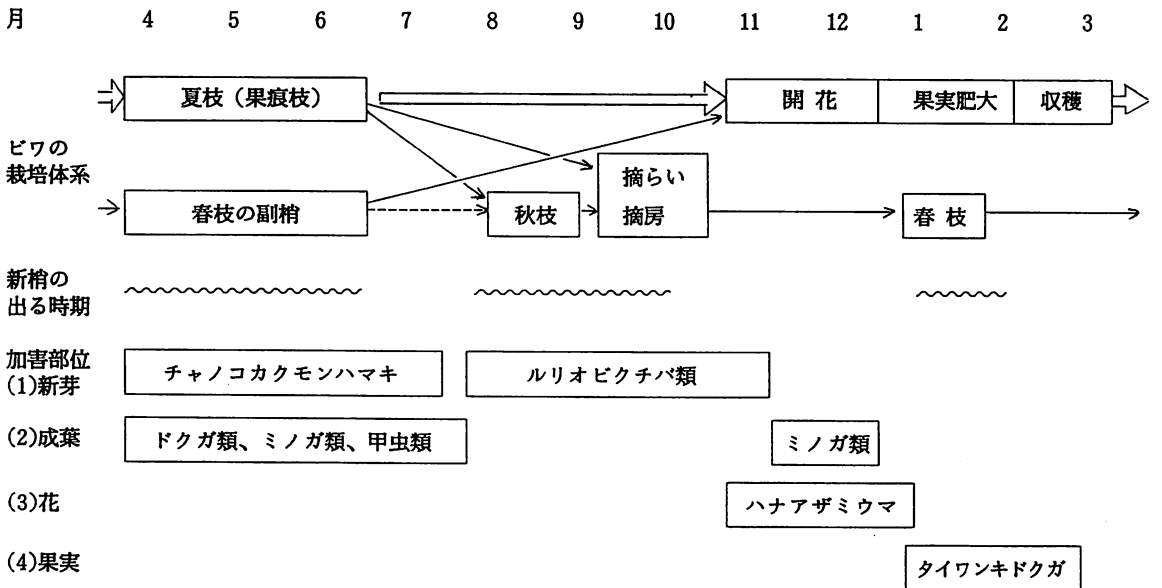 月 4 5 6 7 8 9 10 11 12 1 2 3
夏枝（果痕枝） 開花 果実肥大 収穫
ビワの
栽培体系
摘らい
春枝の副梢 秋枝 摘房 春枝
新梢の
出る時期
加害部位
(1)新芽 チャノコカクモンハマキ ルリオビクチバ類
(2)成葉 ドクガ類、ミノガ類、甲虫類 ミノガ類
(3)花 ハナアザミウマ
(4)果実 タイワンキドクガ